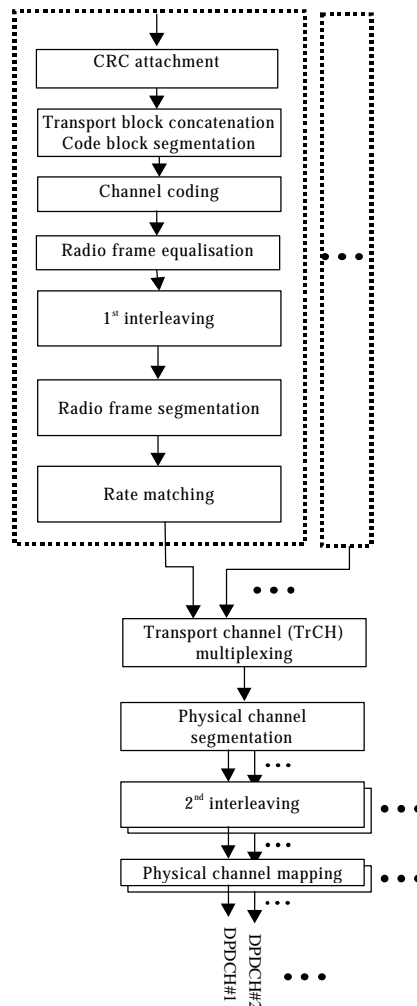 CRC attachment
Transport block concatenation
Code block segmentation
Channel coding
Radio frame equalisation
1st interleaving
Radio frame segmentation
Rate matching
Transport channel (TrCH)
multiplexing
Physical channel
segmentation
2nd interleaving
Physical channel mapping
DPDCH#1
DPDCH#2